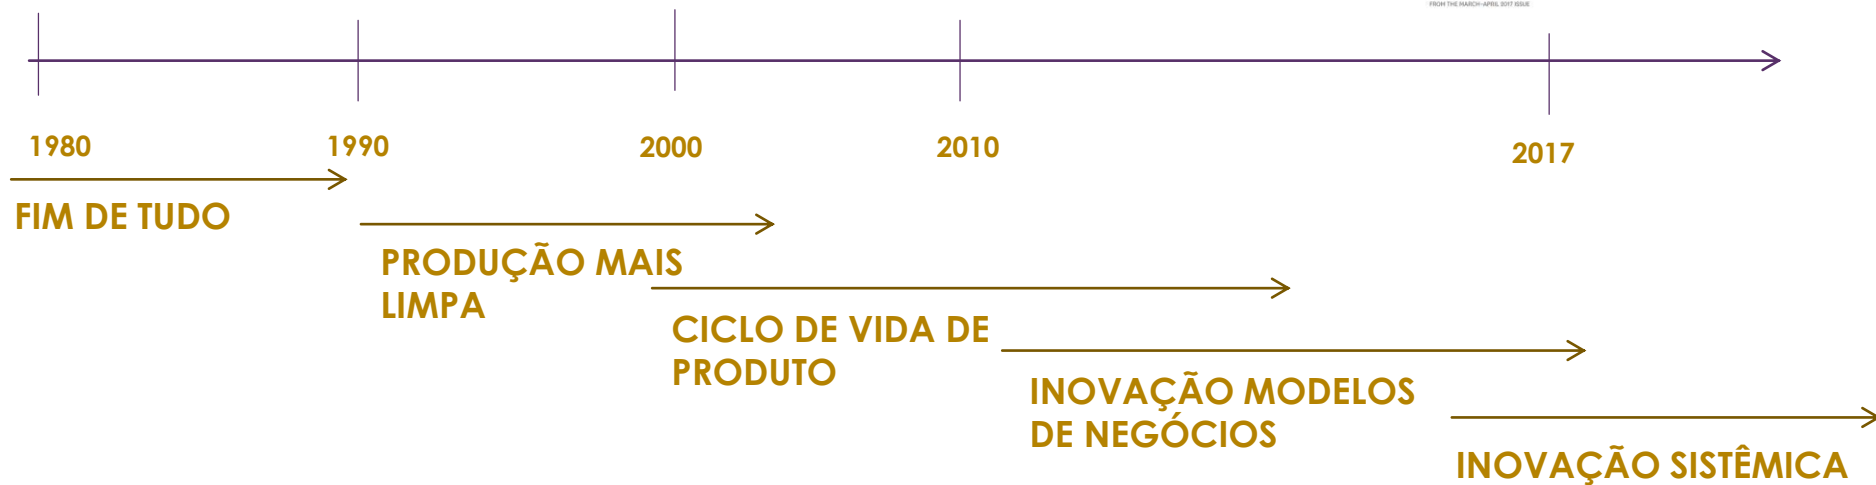 FROM THE MARCH–APRIL 2017 ISSUE
1980
1990
2000
2010
2017
FIM DE TUDO
PRODUÇÃO MAIS
LIMPA
CICLO DE VIDA DE
PRODUTO
INOVAÇÃO MODELOS
DE NEGÓCIOS
INOVAÇÃO SISTÊMICA